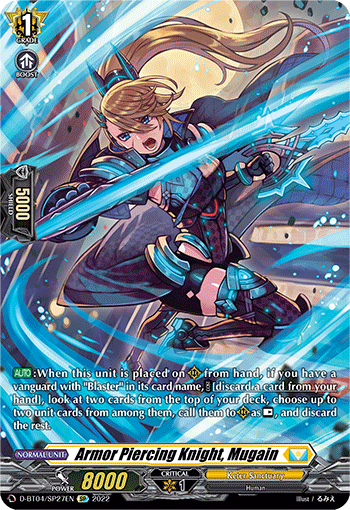 1
GRADE
BOOST
5000
SHIELD
AUTO:When this unit is placed on R from hand, if you have a
vanguard with "Blaster" in its card name, [discard a card from your
hand], look at two cards from the top of your deck, choose up to
two unit cards from among them, call them to R as, and discard
the rest.
NORMAL UNIT
Armor Piercing Knight, Mugain
POWER 8000
CRITICAL
1
Keter Sanctuary
Human
D-BT04/SP27EN SP 2022
Illust / るみえ